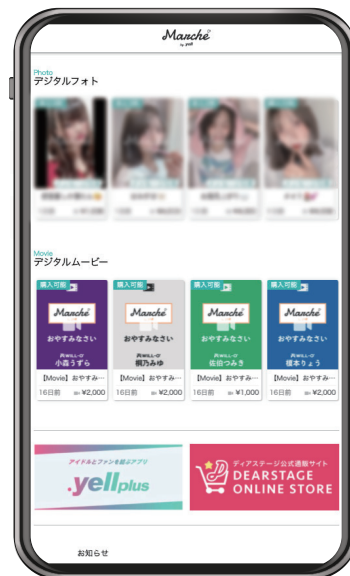 Marché
by yell
Photo
デジタルフォト
Movie
デジタルムービー
購入可能
Marché
おやすみなさい
小森うずら
【Movie】おやすみ…
16日前
¥2,000
購入可能
Marché
おやすみなさい
桐乃みゆ
【Movie】おやすみ…
16日前
¥2,000
購入可能
Marché
おやすみなさい
佐伯つみき
【Movie】おやすみ…
16日前
¥1,000
購入可能
Marché
おやすみなさい
榎本りょう
【Movie】おやすみ…
16日前
¥2,000
アイドルとファンを結ぶアプリ
.yell plus
ディアステージ公式通販サイト
DEARSTAGE
ONLINE STORE
お知らせ